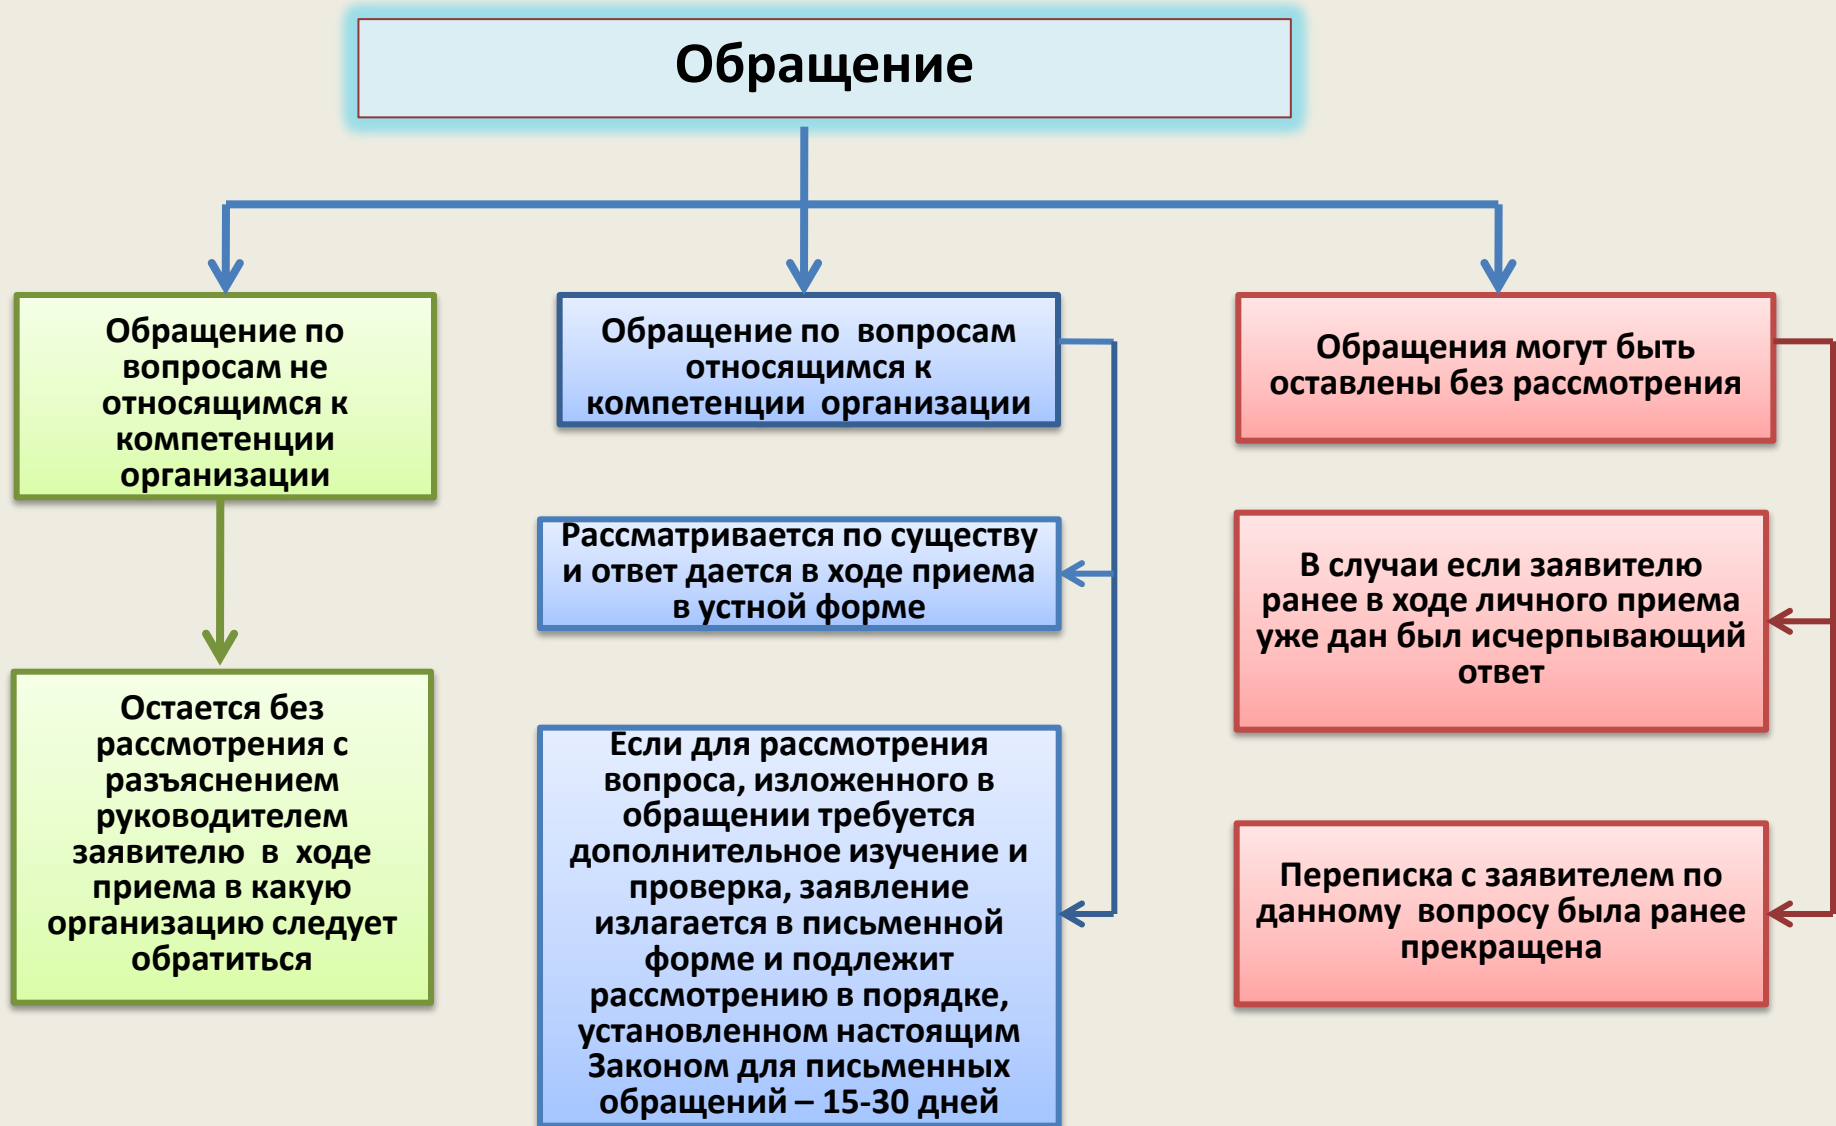 Обращение
Обращение по
вопросам не
относящимся к
компетенции
организации
Остается без
рассмотрения с
разъяснением
руководителем
заявителю в ходе
приема в какую
организацию следует
обратиться
Обращение по вопросам
относящимся к
компетенции организации
Рассматривается по существу
и ответ дается в ходе приема
в устной форме
Если для рассмотрения
вопроса, изложенного в
обращении требуется
дополнительное изучение и
проверка, заявление
излагается в письменной
форме и подлежит
рассмотрению в порядке,
установленном настоящим
Законом для письменных
обращений – 15-30 дней
Обращения могут быть
оставлены без рассмотрения
В случаи если заявителю
ранее в ходе личного приема
уже дан был исчерпывающий
ответ
Переписка с заявителем по
данному вопросу была ранее
прекращена